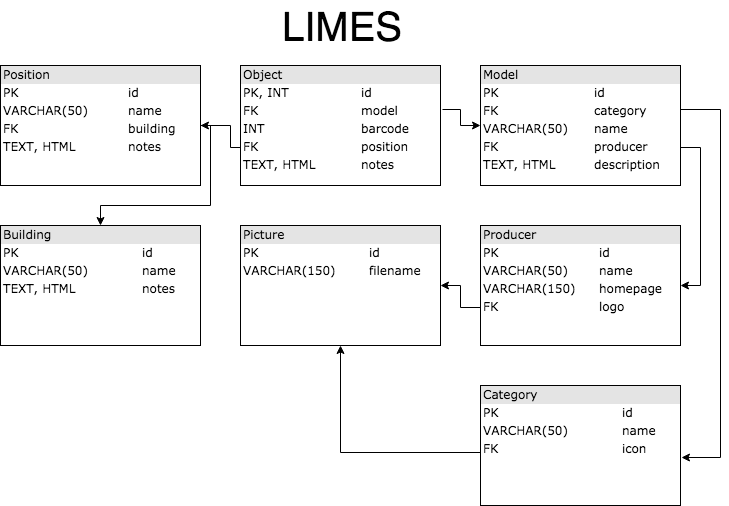 LIMES
Position
PK id
VARCHAR(50) name
FK building
TEXT, HTML notes
Object
PK, INT id
FK model
INT barcode
FK position
TEXT, HTML notes
Model
PK id
FK category
VARCHAR(50) name
FK producer
TEXT, HTML description
Building
PK id
VARCHAR(50) name
TEXT, HTML notes
Picture
PK id
VARCHAR(150) filename
Producer
PK id
VARCHAR(50) name
VARCHAR(150) homepage
FK logo
Category
PK id
VARCHAR(50) name
FK icon